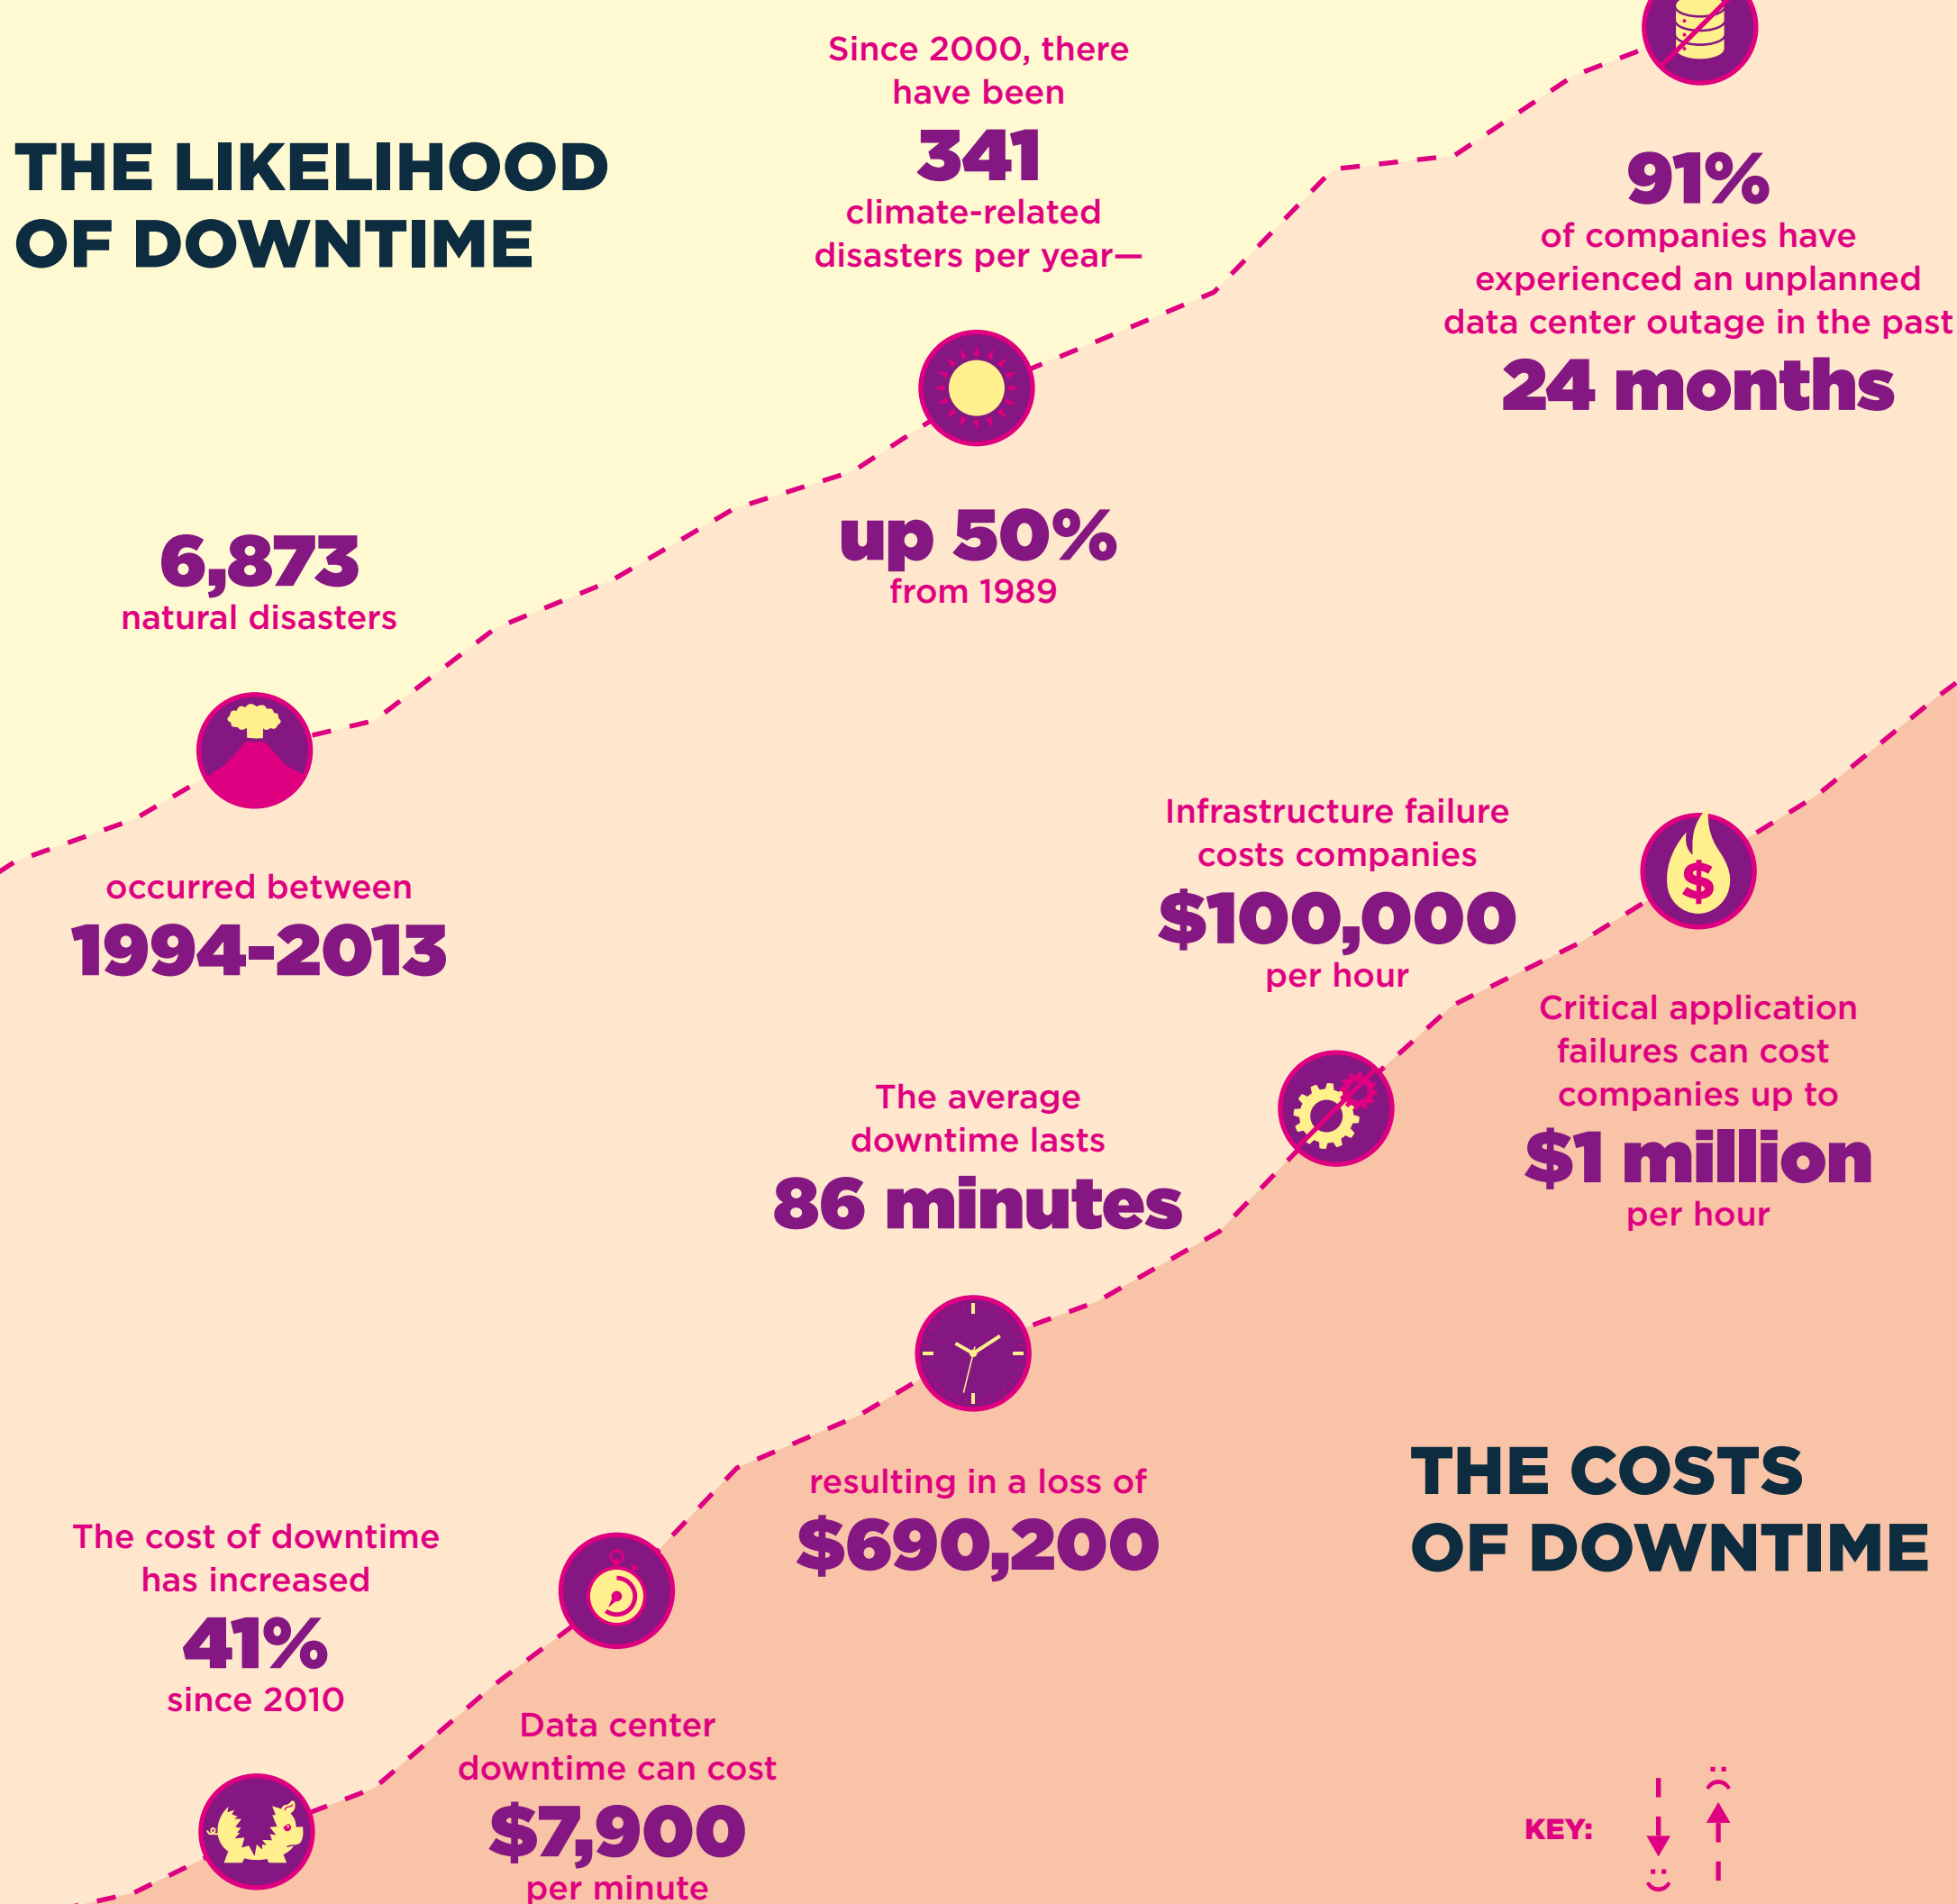 THE LIKELIHOOD
OF DOWNTIME
6,873
natural disasters
occurred between
1994-2013
Since 2000, there
have been
341
climate-related
disasters per year—
up 50%
from 1989
91%
of companies have
experienced an unplanned
data center outage in the past
24 months
THE COSTS
OF DOWNTIME
The cost of downtime
has increased
41%
since 2010
Data center
downtime can cost
$7,900
per minute
The average
downtime lasts
86 minutes
resulting in a loss of
$690,200
Infrastructure failure
costs companies
$100,000
per hour
$
Critical application
failures can cost
companies up to
$1 million
per hour
KEY: